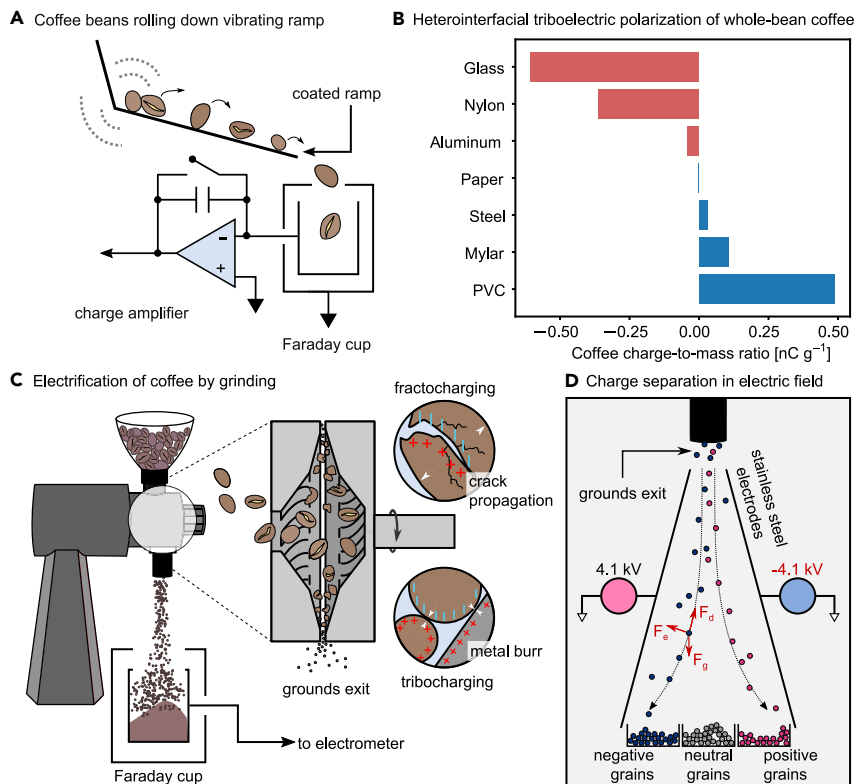 A Coffee beans rolling down vibrating ramp
coated ramp
-
+
charge amplifier
Faraday cup
B Heterointerfacial triboelectric polarization of whole-bean coffee
Glass
Nylon
Aluminum
Paper
Steel
Mylar
PVC
−0.50 −0.25 0.00 0.25 0.50
Coffee charge-to-mass ratio [nC g⁻¹]
C Electrification of coffee by grinding
fractocharging
crack
propagation
metal burr
tribocharging
grounds exit
to electrometer
Faraday cup
D Charge separation in electric field
grounds exit
stainless steel
electrodes
4.1 kV
-4.1 kV
Fd
Fe
Fg
negative
grains
neutral
grains
positive
grains